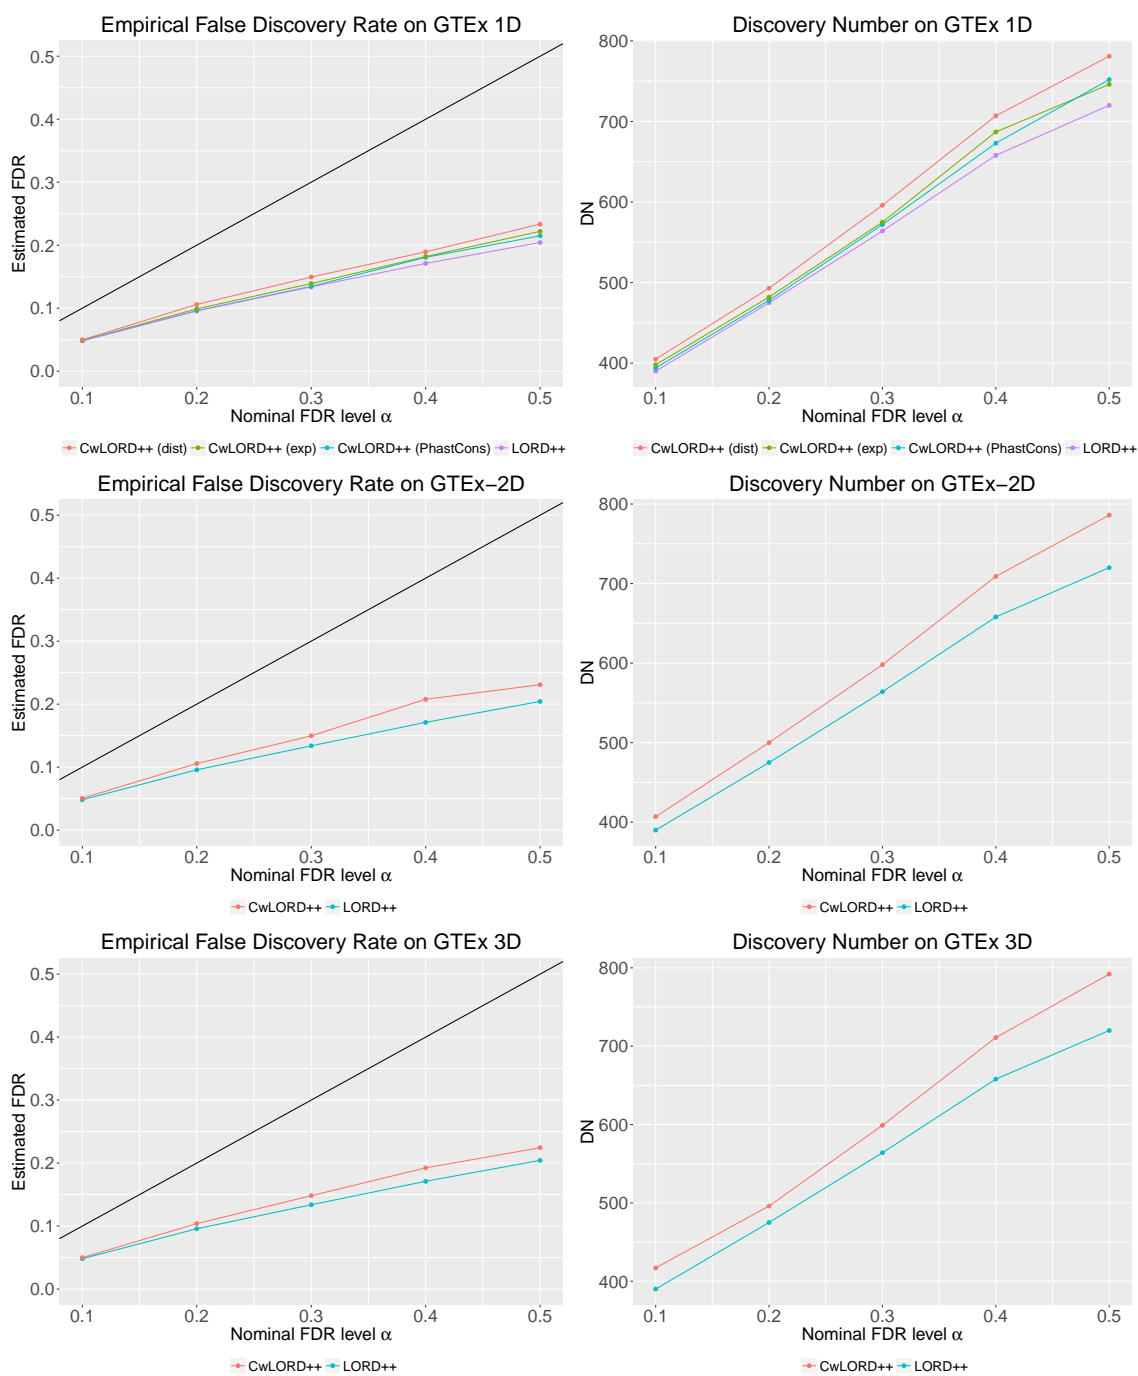 Empirical False Discovery Rate on GTEx 1D
Estimated FDR
0.5
0.4
0.3
0.2
0.1
0.0
0.1 0.2 0.3 0.4 0.5
Nominal FDR level α
CwLORD++ (dist) CwLORD++ (exp) CwLORD++ (PhastCons) LORD++
Discovery Number on GTEx 1D
DN
800
700
600
500
400
0.1 0.2 0.3 0.4 0.5
Nominal FDR level α
CwLORD++ (dist) CwLORD++ (exp) CwLORD++ (PhastCons) LORD++
Empirical False Discovery Rate on GTEx−2D
Estimated FDR
0.5
0.4
0.3
0.2
0.1
0.0
0.1 0.2 0.3 0.4 0.5
Nominal FDR level α
CwLORD++ LORD++
Discovery Number on GTEx−2D
DN
800
700
600
500
400
0.1 0.2 0.3 0.4 0.5
Nominal FDR level α
CwLORD++ LORD++
Empirical False Discovery Rate on GTEx 3D
Estimated FDR
0.5
0.4
0.3
0.2
0.1
0.0
0.1 0.2 0.3 0.4 0.5
Nominal FDR level α
CwLORD++ LORD++
Discovery Number on GTEx 3D
DN
800
700
600
500
400
0.1 0.2 0.3 0.4 0.5
Nominal FDR level α
CwLORD++ LORD++